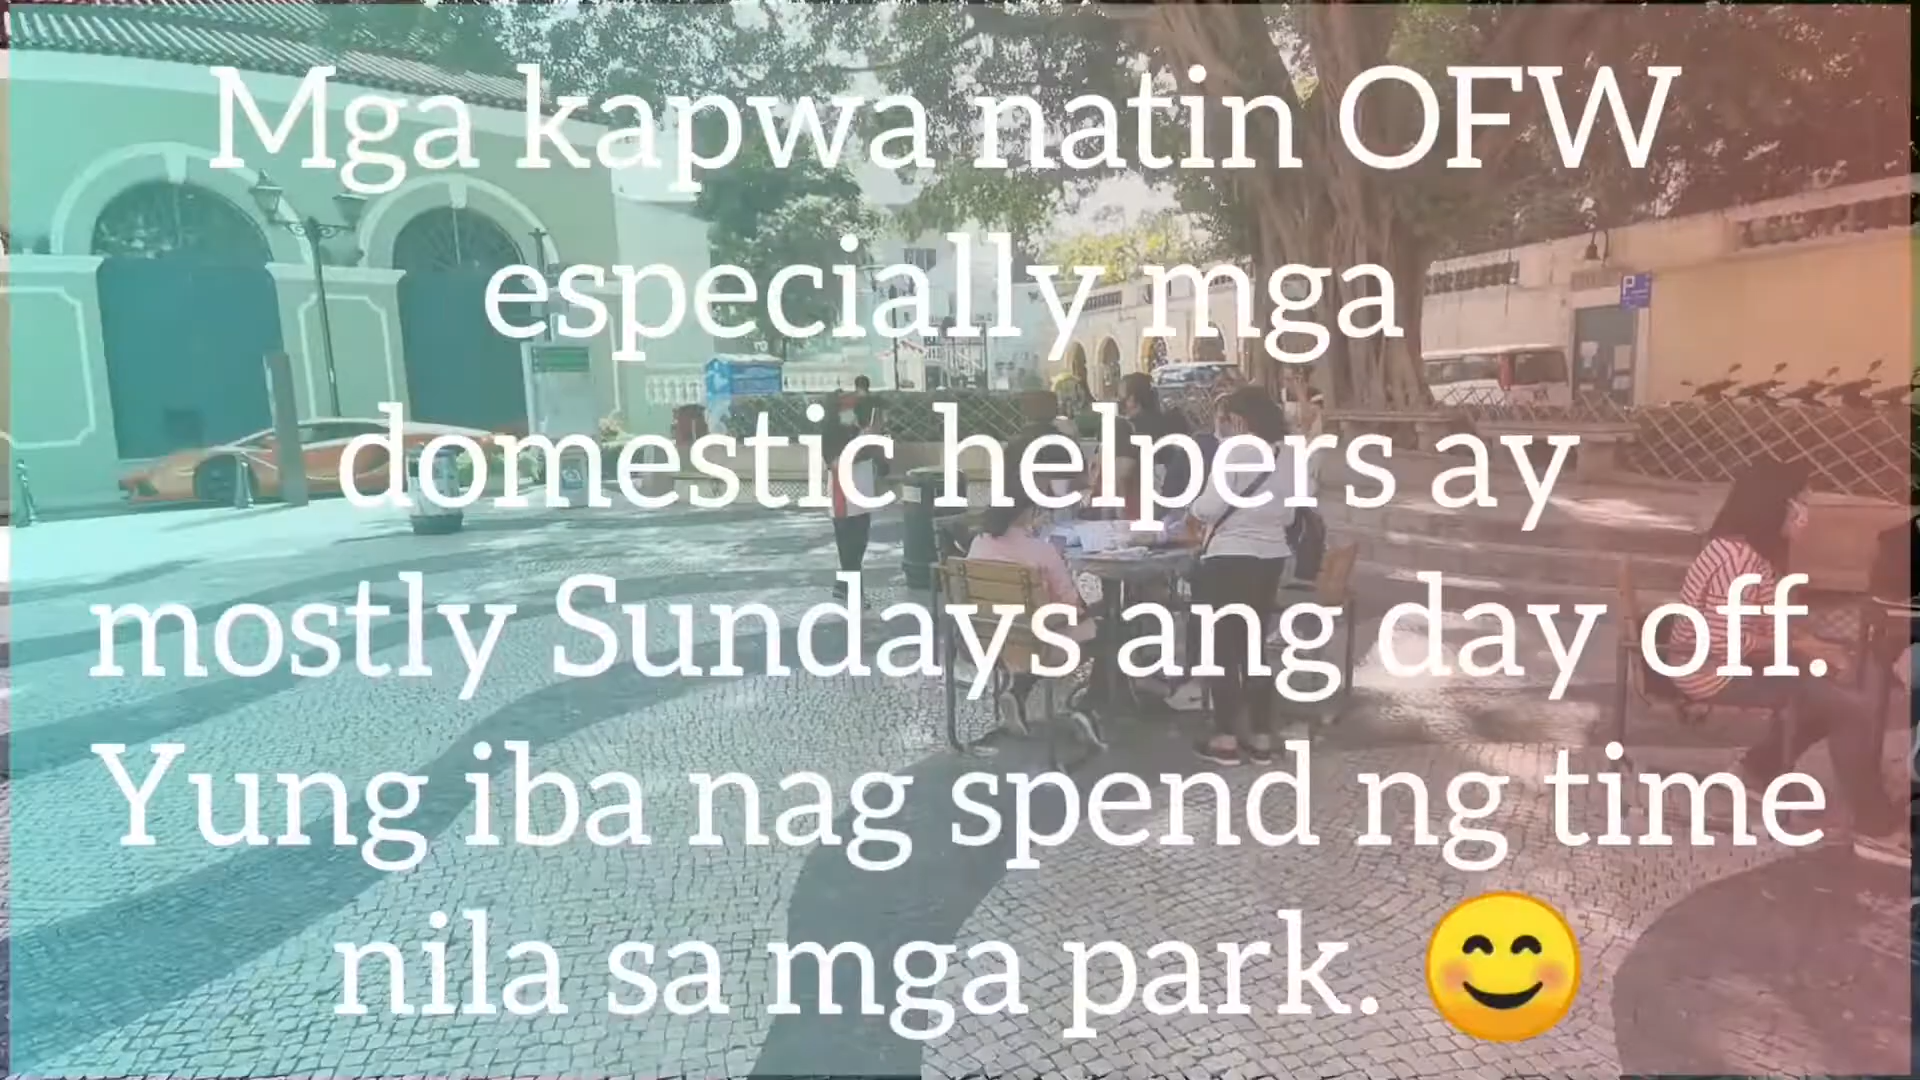 Mga kapwa natin OFW
especially mga
domestic helpers ay
mostly Sundays ang day off.
Yung iba nag spend ng time
nila sa mga park. 😊
P